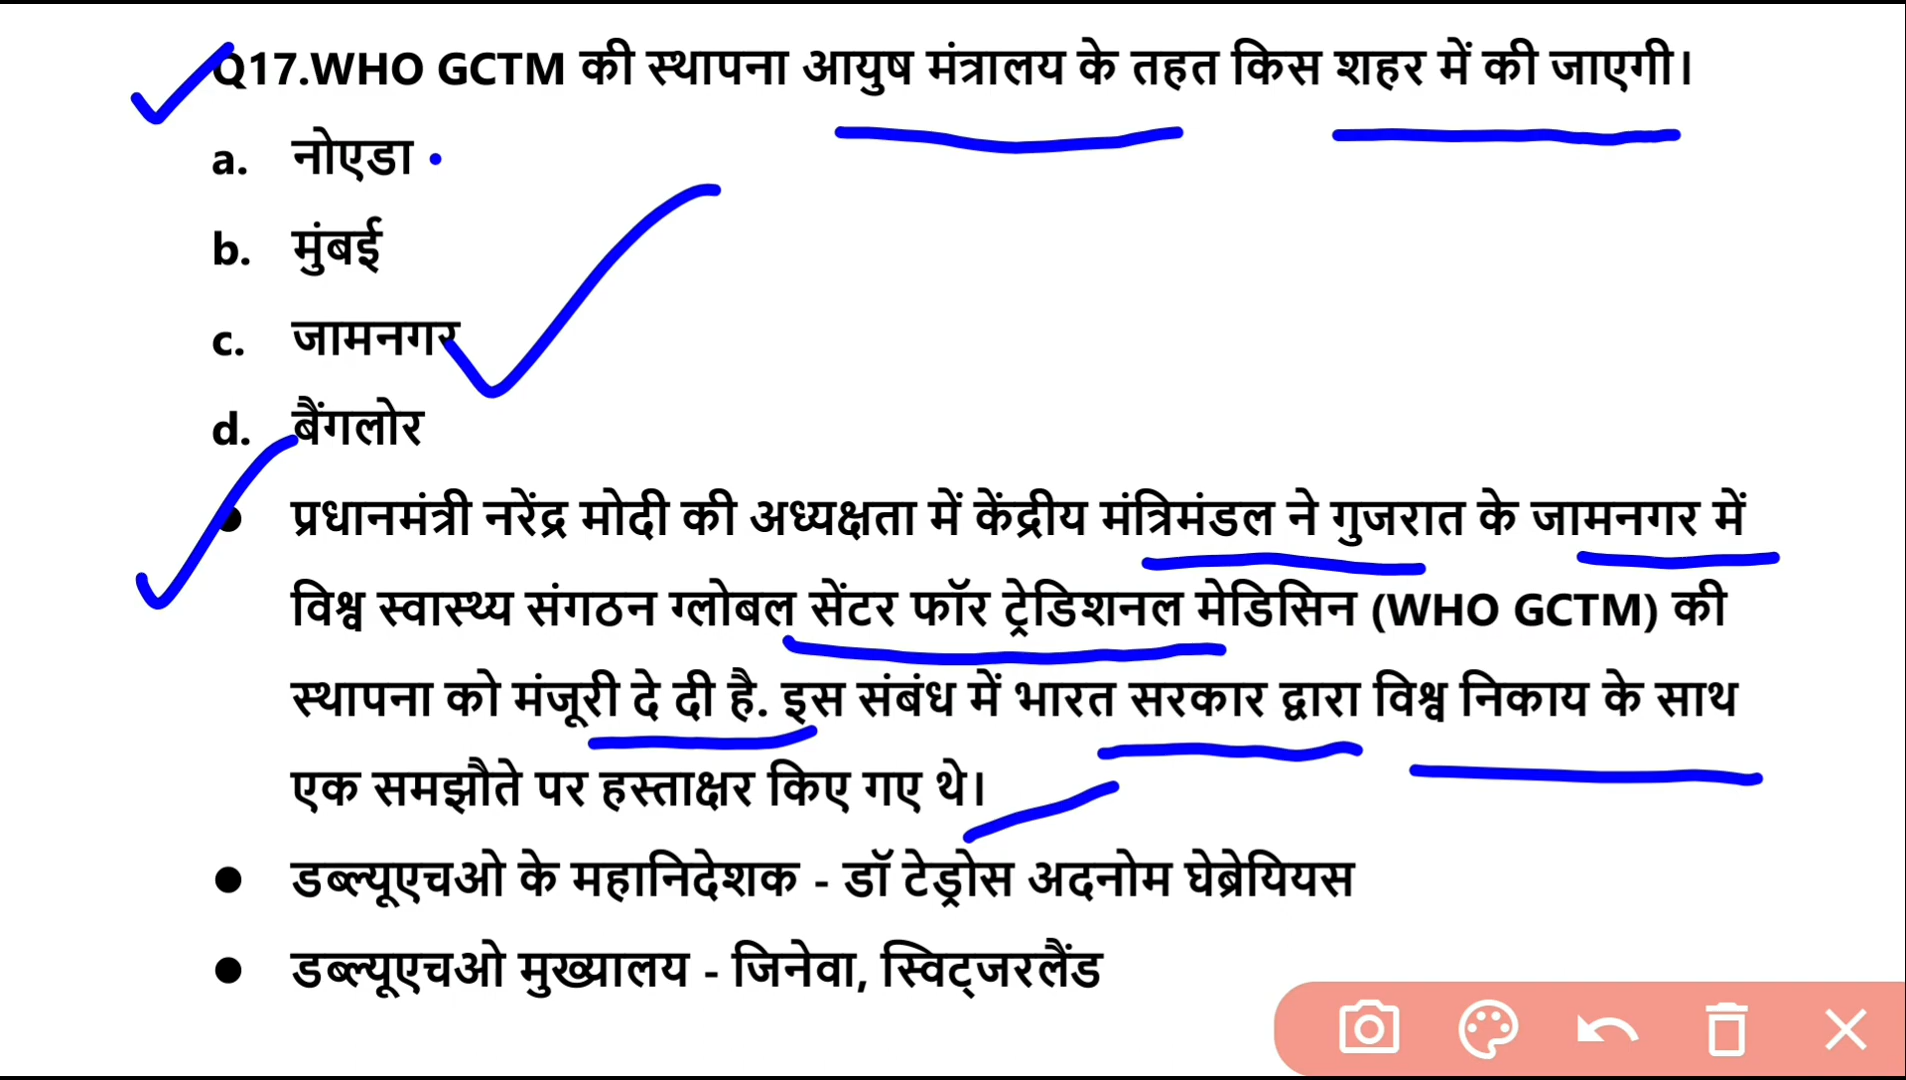 Q17.WHO GCTM की स्थापना आयुष मंत्रालय के तहत किस शहर में की जाएगी।
a. नोएडा
b. मुंबई
c. जामनगर
d. बैंगलोर
● प्रधानमंत्री नरेंद्र मोदी की अध्यक्षता में केंद्रीय मंत्रिमंडल ने गुजरात के जामनगर में
विश्व स्वास्थ्य संगठन ग्लोबल सेंटर फॉर ट्रेडिशनल मेडिसिन (WHO GCTM) की
स्थापना को मंजूरी दे दी है. इस संबंध में भारत सरकार द्वारा विश्व निकाय के साथ
एक समझौते पर हस्ताक्षर किए गए थे।
● डब्ल्यूएचओ के महानिदेशक - डॉ टेड्रोस अदनोम घेब्रेयियस
● डब्ल्यूएचओ मुख्यालय - जिनेवा, स्विट्जरलैंड